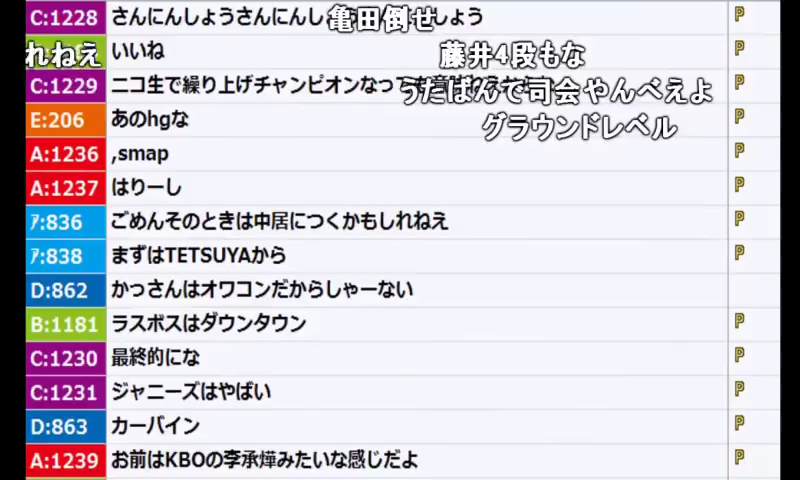 C:1228 さんにんしょうさんにんし しょう P
亀田倒せ
れねえ いいね P
藤井4段もな
C:1229 ニコ生で繰り上げチャンピオンなって P
うたばんで司会やんべえよ
E:206 あのhgな P
グラウンドレベル
A:1236 ,smap P
A:1237 はりーし P
ｱ:836 ごめんそのときは中居につくかもしれねえ P
ｱ:838 まずはTETSUYAから P
D:862 かっさんはオワコンだからしゃーない
B:1181 ラスボスはダウンタウン P
C:1230 最終的にな P
C:1231 ジャニーズはやばい P
D:863 カーバイン P
A:1239 お前はKBOの李承燁みたいな感じだよ P